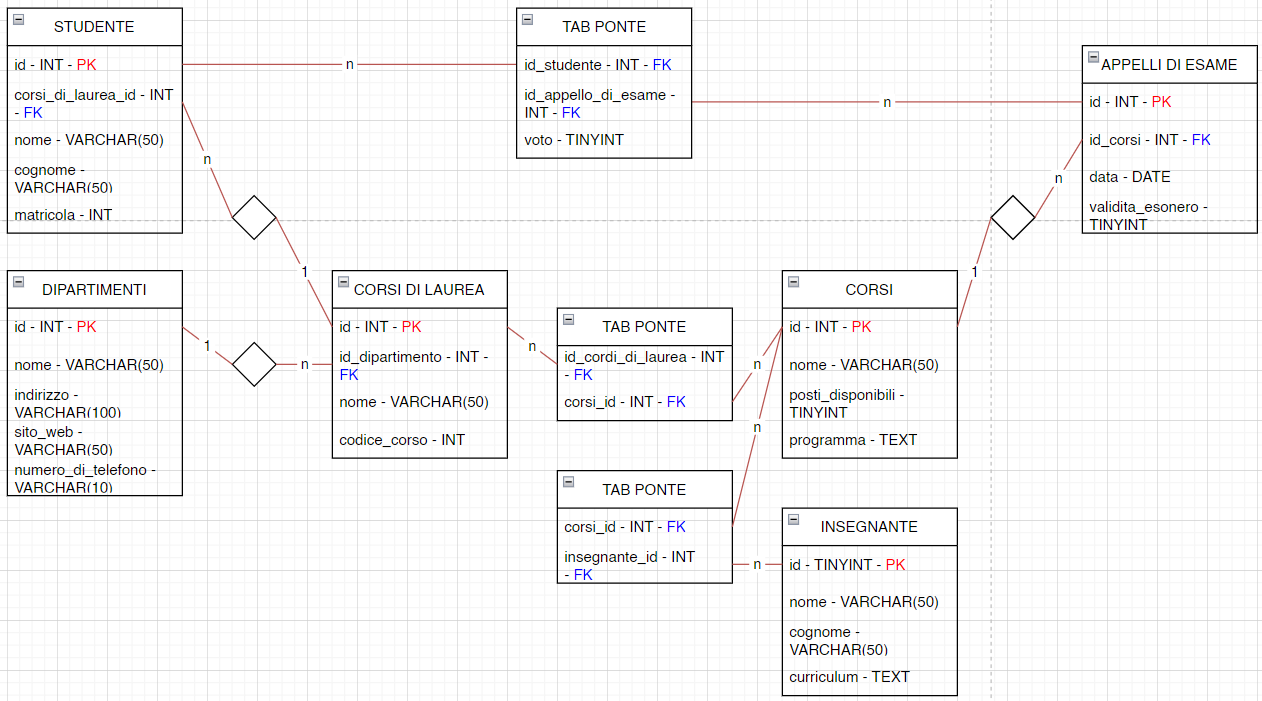 STUDENTE
id - INT - PK
corsi_di_laurea_id - INT
- FK
nome - VARCHAR(50)
cognome -
VARCHAR(50)
matricola - INT
n
TAB PONTE
id_studente - INT - FK
id_appello_di_esame -
INT - FK
voto - TINYINT
n
APPELLI DI ESAME
id - INT - PK
id_corsi - INT - FK
data - DATE
validita_esonero -
TINYINT
n
1
n
1
DIPARTIMENTI
id - INT - PK
nome - VARCHAR(50)
indirizzo -
VARCHAR(100)
sito_web -
VARCHAR(50)
numero_di_telefono -
VARCHAR(10)
1
n
CORSI DI LAUREA
id - INT - PK
id_dipartimento - INT -
FK
nome - VARCHAR(50)
codice_corso - INT
n
TAB PONTE
id_cordi_di_laurea - INT
- FK
corsi_id - INT - FK
n
n
CORSI
id - INT - PK
nome - VARCHAR(50)
posti_disponibili -
TINYINT
programma - TEXT
TAB PONTE
corsi_id - INT - FK
insegnante_id - INT
- FK
n
INSEGNANTE
id - TINYINT - PK
nome - VARCHAR(50)
cognome -
VARCHAR(50)
curriculum - TEXT